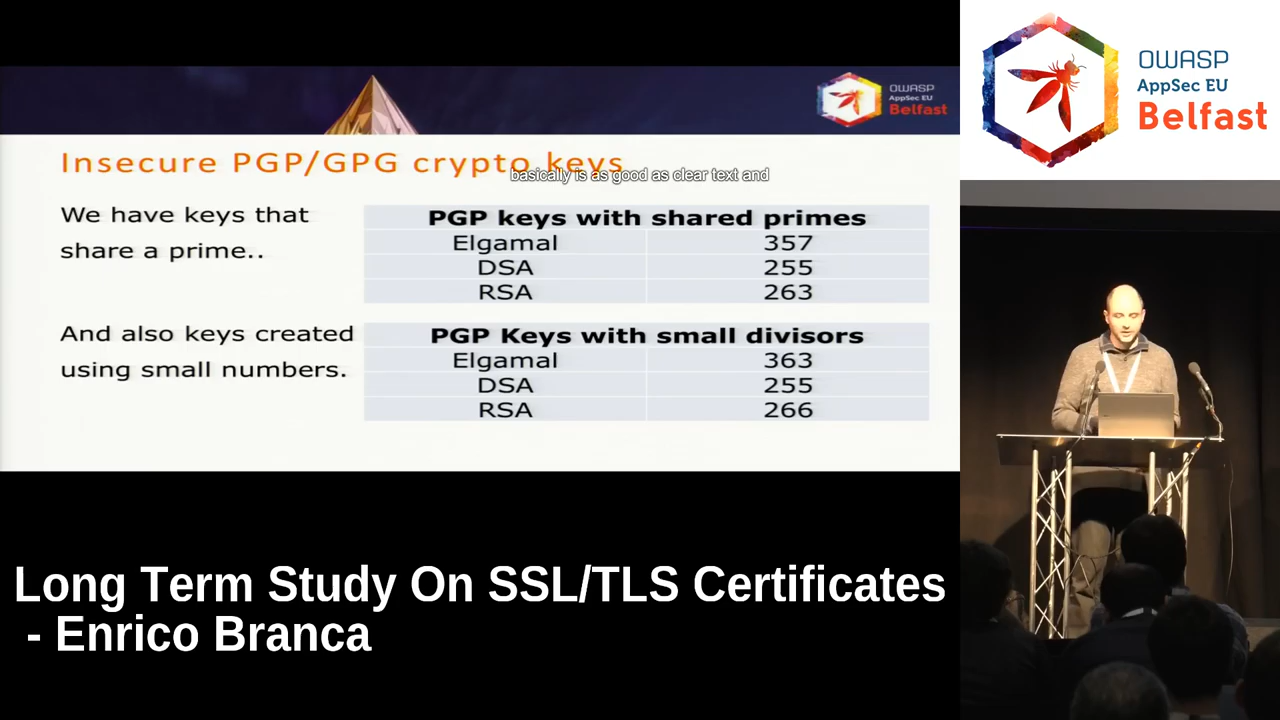 OWASP
AppSec EU
Belfast
Insecure PGP/GPG crypto keys
basically is as good as clear text and
We have keys that
share a prime..
PGP keys with shared primes
Elgamal 357
DSA 255
RSA 263
And also keys created
using small numbers.
PGP Keys with small divisors
Elgamal 363
DSA 255
RSA 266
Long Term Study On SSL/TLS Certificates
- Enrico Branca
OWASP
AppSec EU
Belfast